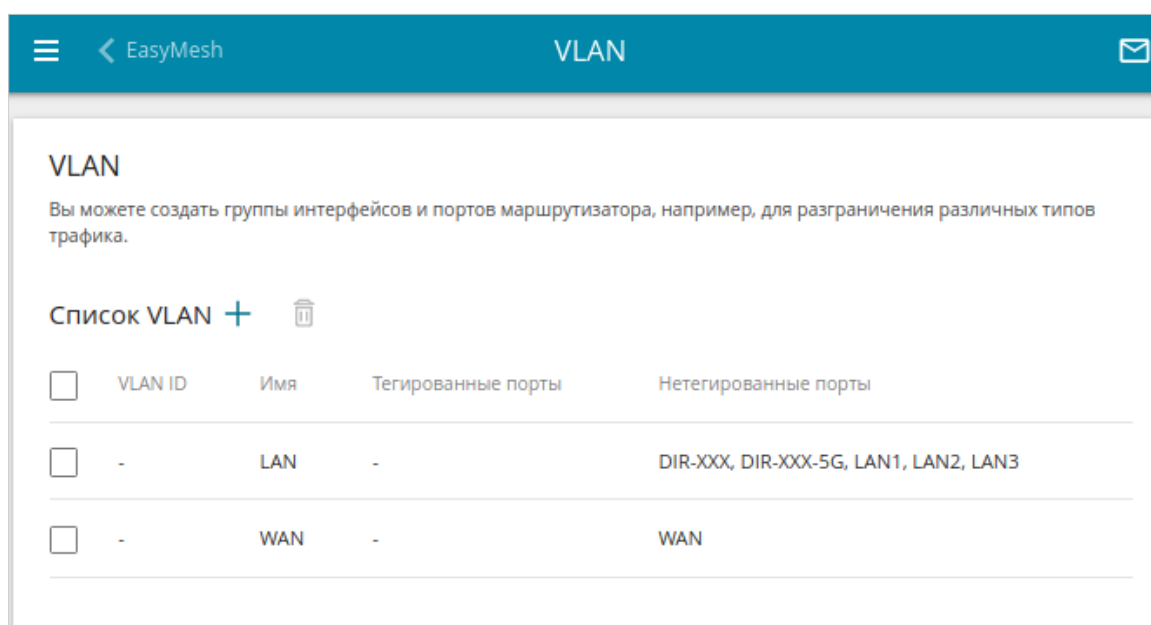 EasyMesh VLAN
VLAN
Вы можете создать группы интерфейсов и портов маршрутизатора, например, для разграничения различных типов
трафика.
Список VLAN
VLAN ID Имя Тегированные порты Нетегированные порты
- LAN - DIR-XXX, DIR-XXX-5G, LAN1, LAN2, LAN3
- WAN - WAN